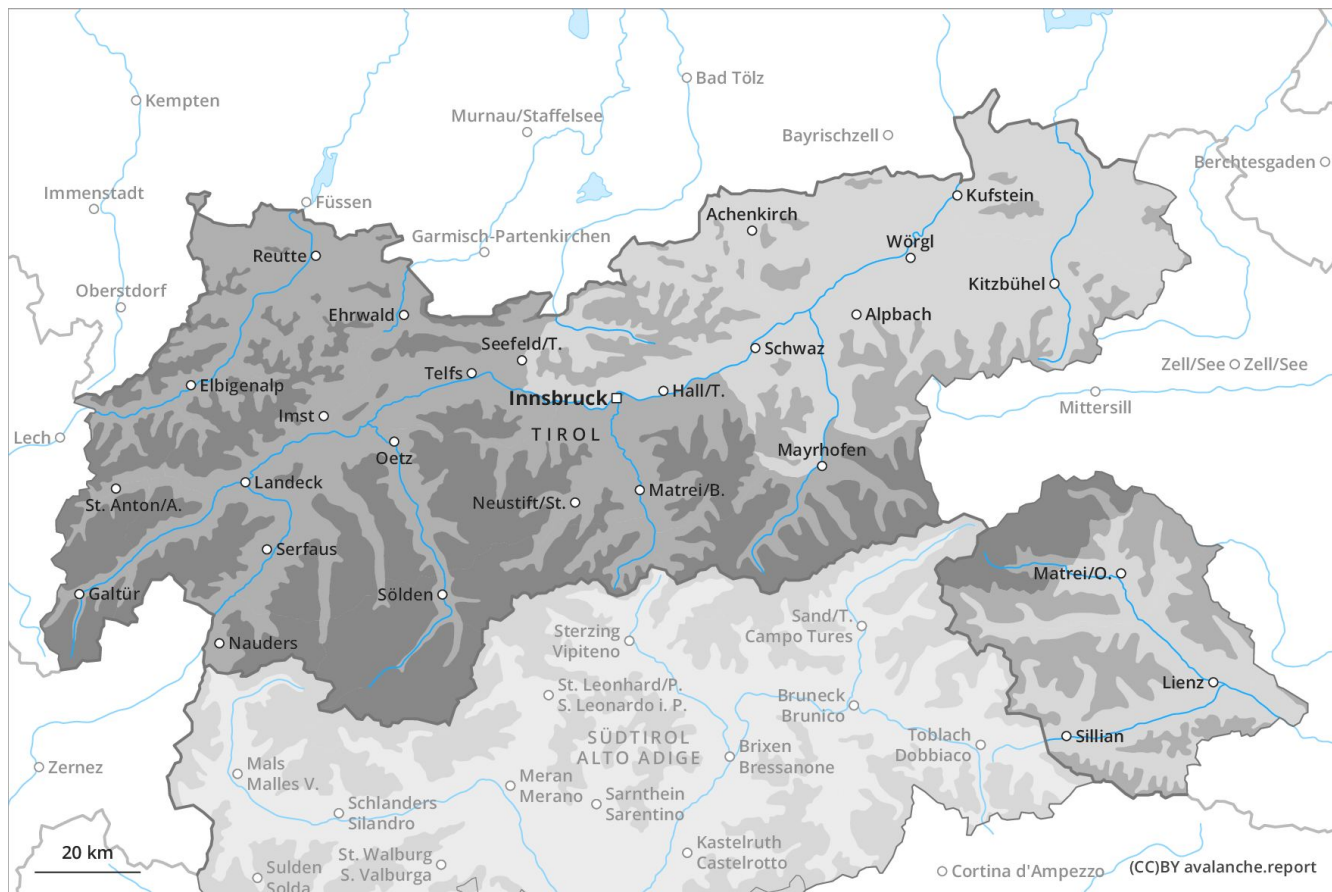 Bad Tölz
Kempten
Murnau/Staffelsee
Bayrischzell
Berchtesgaden
Immenstadt
Füssen
Kufstein
Achenkirch
Garmisch-Partenkirchen
Wörgl
Reutte
Kitzbühel
Oberstdorf
Ehrwald
Alpbach
Seefeld/T.
Schwaz
Zell/See
Zell/See
Telfs
Elbigenalp
Innsbruck
Hall/T.
Mittersill
Imst
TIROL
Lech
Oetz
Mayrhofen
Landeck
Matrei/B.
St. Anton/A.
Neustift/St.
Serfaus
Matrei/O.
Galtür
Sölden
Sand/T.
Campo Tures
Sterzing
Vipiteno
Nauders
Lienz
St. Leonhard/P.
S. Leonardo i. P.
Bruneck
Brunico
SÜDTIROL
ALTO ADIGE
Sillian
Toblach
Dobbiaco
Brixen
Bressanone
Zernez
Mals
Malles V.
Meran
Merano
Sarnthein
Sarentino
Schlanders
Silandro
Kastelruth
Castelrotto
20 km
St. Walburg
S. Valburga
Sulden
Solda
Cortina d'Ampezzo
(CC)BY avalanche.report